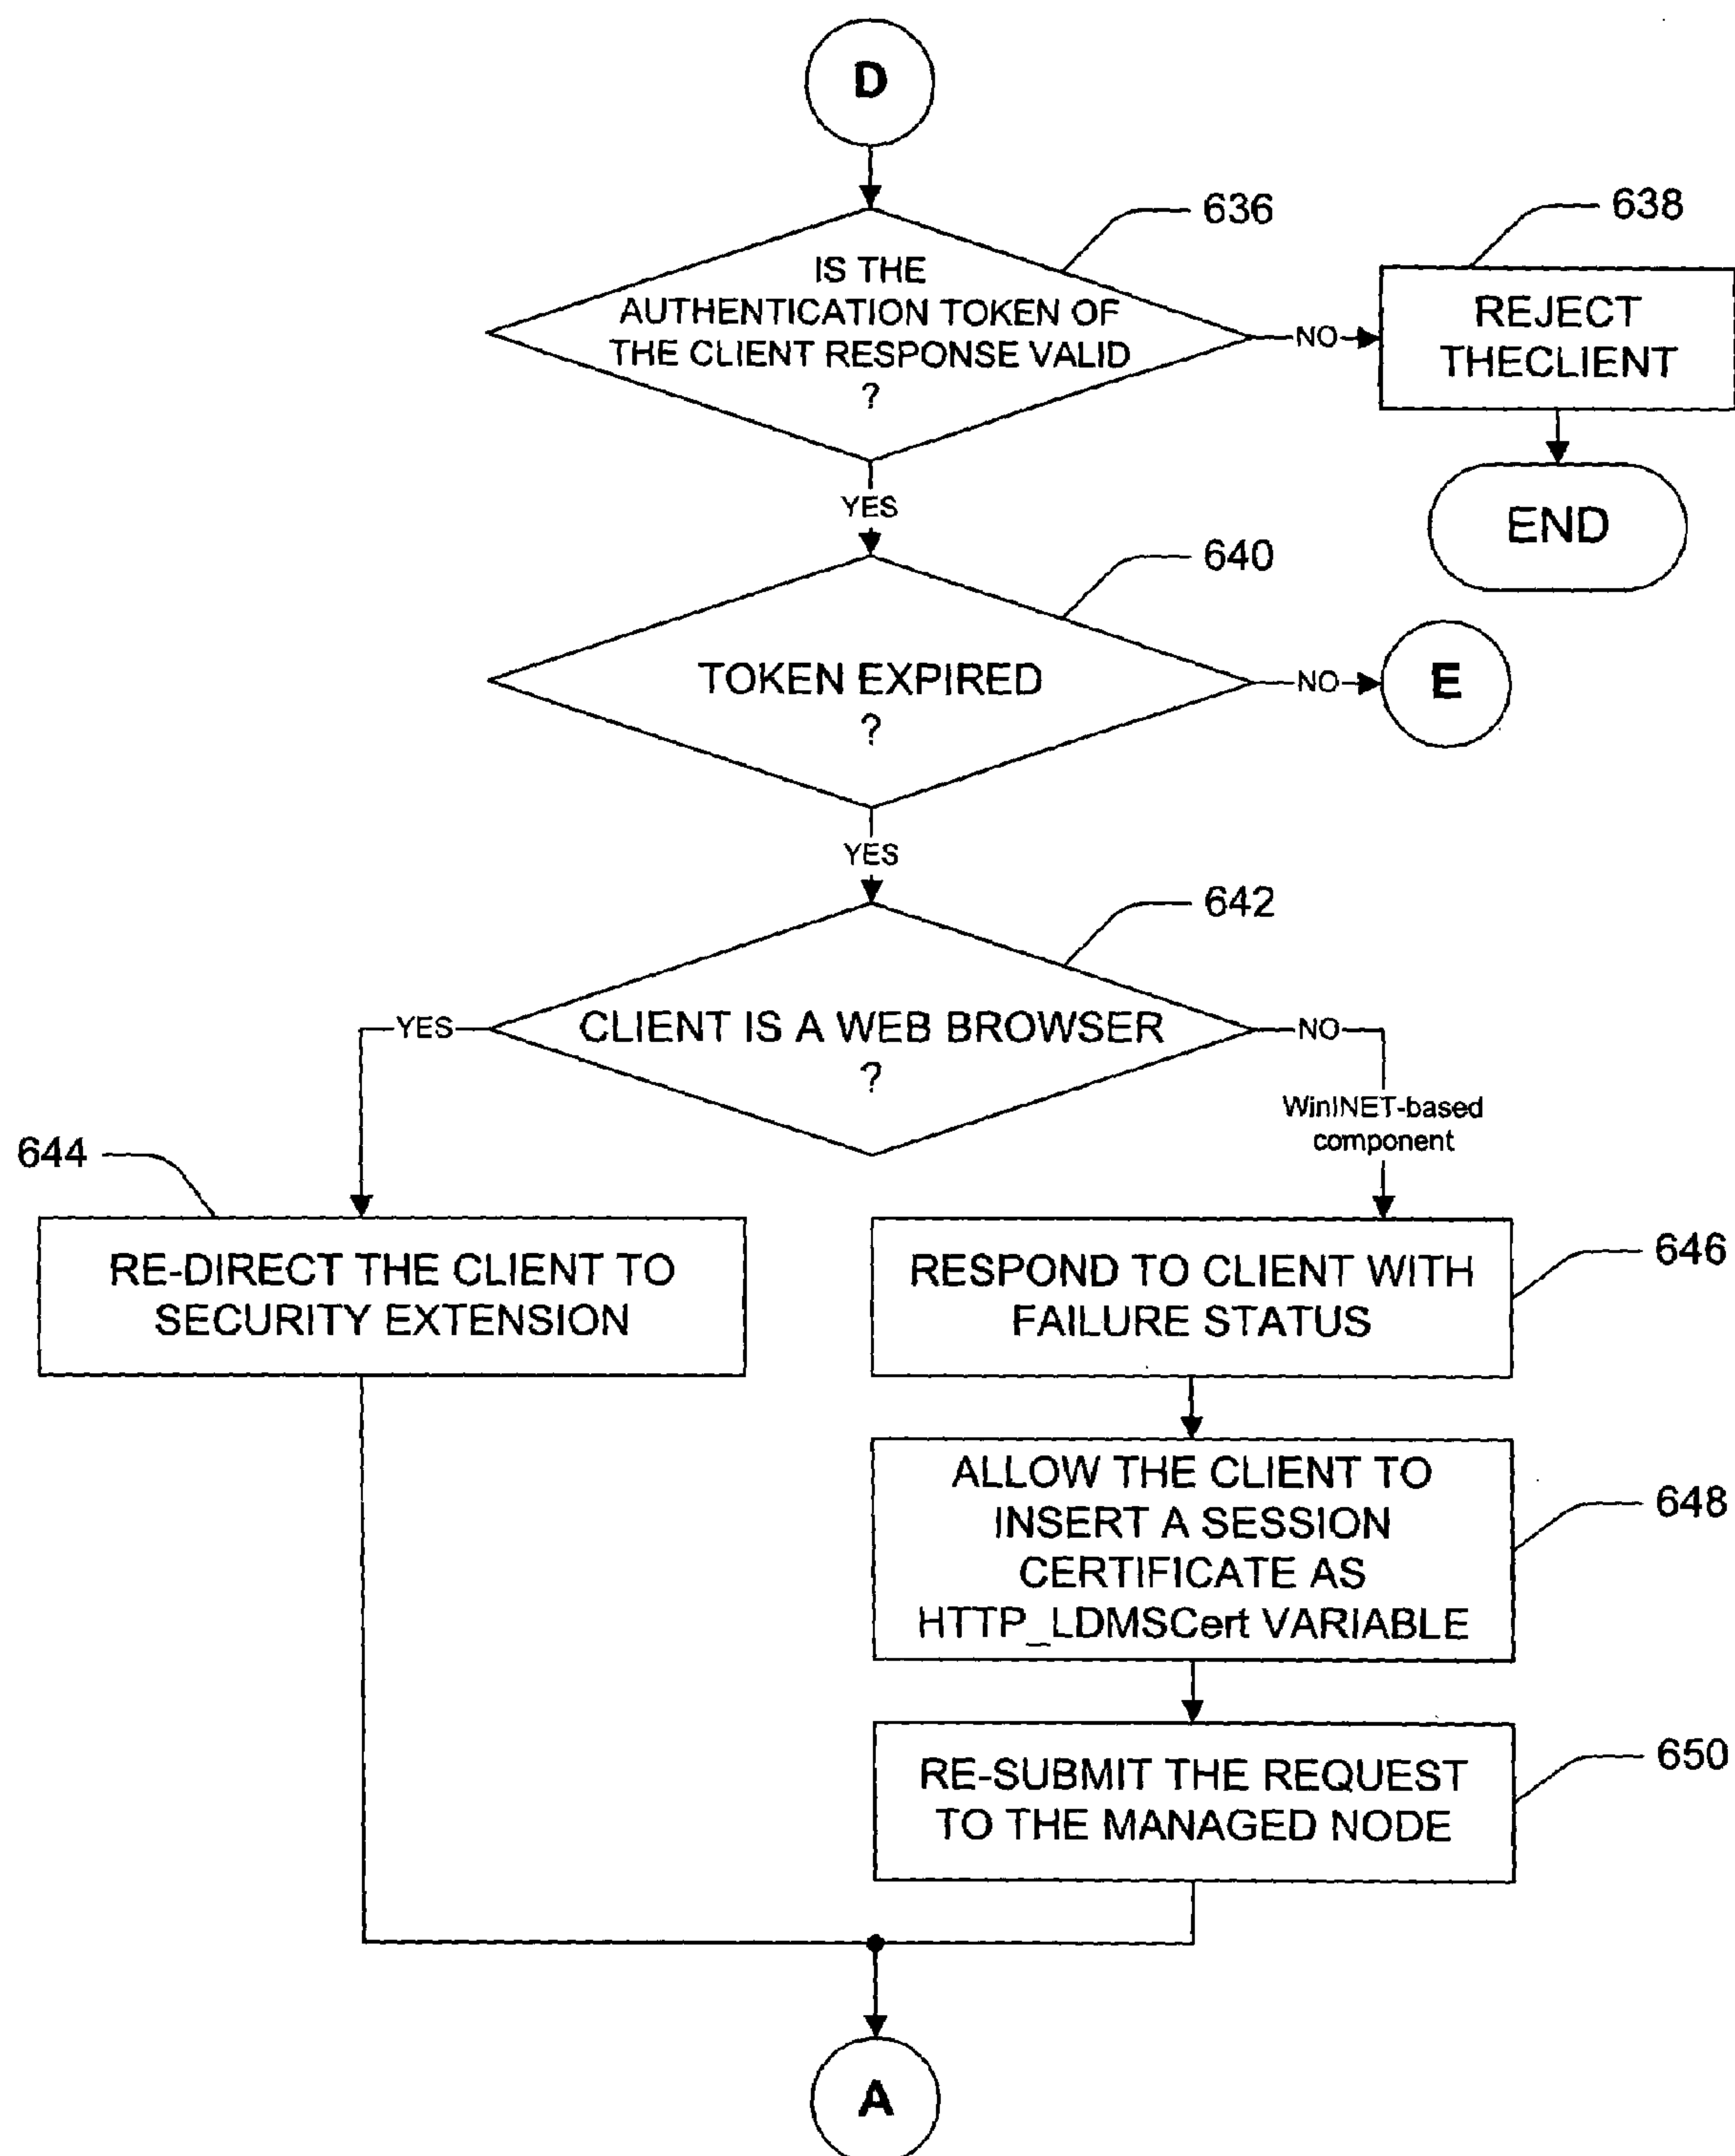 D
636
638
IS THE
AUTHENTICATION TOKEN OF
THE CLIENT RESPONSE VALID
?
NO
REJECT
THECLIENT
YES
END
640
TOKEN EXPIRED
?
NO
E
YES
642
YES
CLIENT IS A WEB BROWSER
?
NO
WinINET-based
component
644
RE-DIRECT THE CLIENT TO
SECURITY EXTENSION
RESPOND TO CLIENT WITH
FAILURE STATUS
646
ALLOW THE CLIENT TO
INSERT A SESSION
CERTIFICATE AS
HTTP_LDMSCert VARIABLE
648
RE-SUBMIT THE REQUEST
TO THE MANAGED NODE
650
A